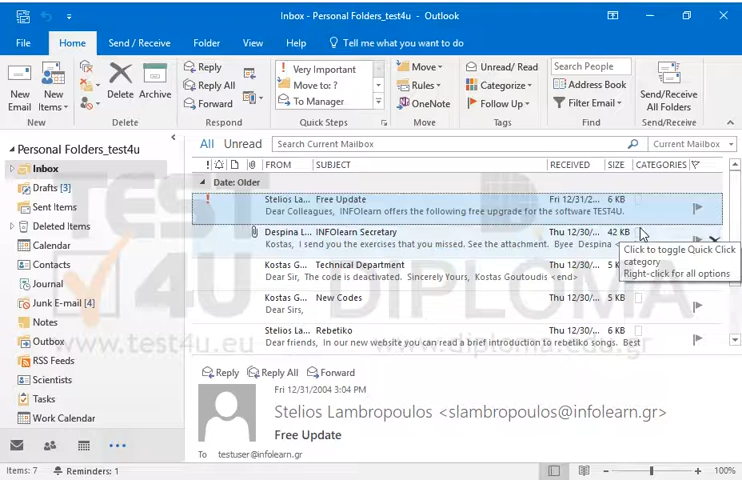 Inbox - Personal Folders_test4u - Outlook
File Home Send / Receive Folder View Help Tell me what you want to do
New Email
New Items
New
Delete
Archive
Delete
Reply
Reply All
Forward
Respond
Very Important
Move to: ?
To Manager
Quick Steps
Move
Rules
OneNote
Move
Unread/ Read
Categorize
Follow Up
Tags
Search People
Address Book
Filter Email
Find
Send/Receive All Folders
Send/Receive
Personal Folders_test4u
Inbox
Drafts [3]
Sent Items
Deleted Items
Calendar
Contacts
Journal
Junk E-mail [4]
Notes
Outbox
RSS Feeds
Scientists
Tasks
Work Calendar
All Unread Search Current Mailbox Current Mailbox
! FROM SUBJECT RECEIVED SIZE CATEGORIES
Date: Older
Stelios La... Free Update Fri 12/31/2... 6 KB
Dear Colleagues, INFOlearn offers the following free upgrade for the software TEST4U.
Despina L... INFOlearn Secretary Thu 12/30/... 42 KB
Kostas, I send you the exercises that you missed. See the attachment. Byee Despina <end>
Kostas G... Technical Department Thu 12/30/... 6 KB
Dear Sir, The code is deactivated. Sincerely Yours, Kostas Goutoudis <end>
Kostas G... New Codes Thu 12/30/... 5 KB
Dear Sirs,
Stelios La... Rebetiko Thu 12/30/... 6 KB
Dear friends, In our new website you can read a brief introduction to rebetiko songs. Best
Click to toggle Quick Click category
Right-click for all options
TEST 4U DIPLOMA
www.test4u.eu www.diploma.edu.gr
Reply Reply All Forward
Fri 12/31/2004 3:04 PM
Stelios Lambropoulos <slambropoulos@infolearn.gr>
Free Update
To testuser@infolearn.gr
Items: 7 Reminders: 1 100%